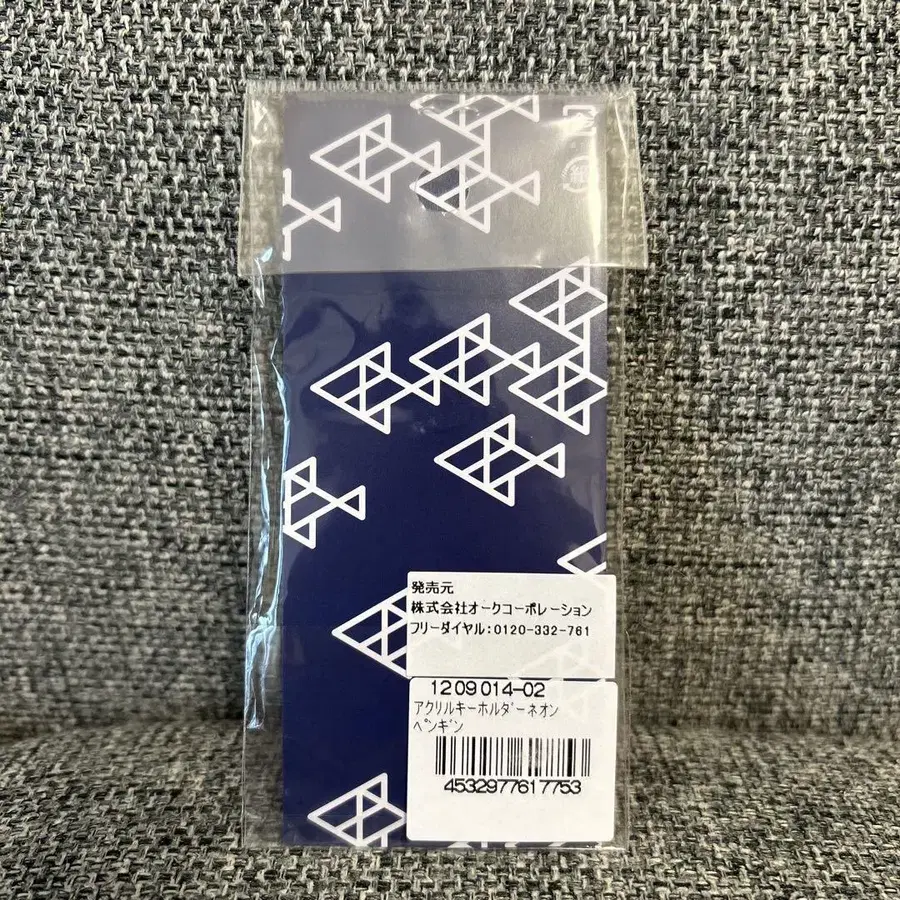 発売元
株式会社オークコーポレーション
フリーダイヤル:0120-332-761
1209014-02
アクリルキーホルダーネオン
ペンギン
4532977617753